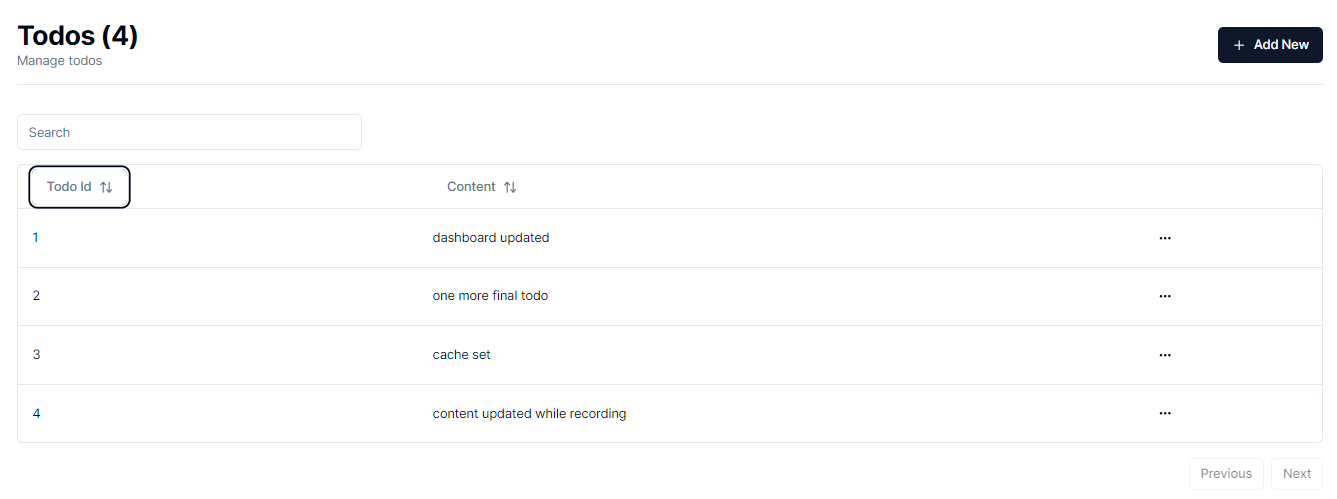 Todos (4)
Manage todos
+ Add New
Search
Todo Id
Content
1
dashboard updated
...
2
one more final todo
...
3
cache set
...
4
content updated while recording
...
Previous
Next